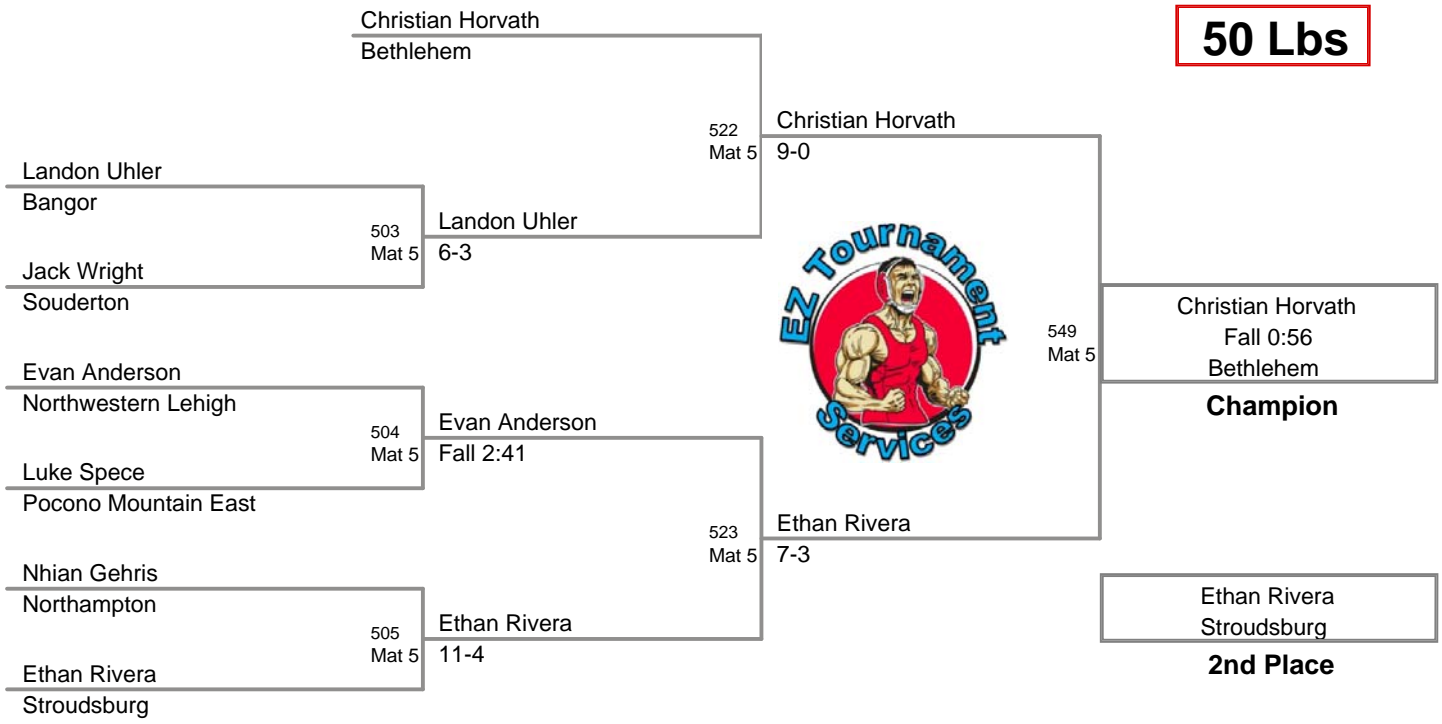 Christian Horvath
Bethlehem
50 Lbs
522
Mat 5
Christian Horvath
9-0
Landon Uhler
Bangor
503
Mat 5
Landon Uhler
6-3
Jack Wright
Souderton
EZ Tournament
Services
549
Mat 5
Christian Horvath
Fall 0:56
Bethlehem
Champion
Evan Anderson
Northwestern Lehigh
504
Mat 5
Evan Anderson
Fall 2:41
Luke Spece
Pocono Mountain East
523
Mat 5
Ethan Rivera
7-3
Nhian Gehris
Northampton
505
Mat 5
Ethan Rivera
11-4
Ethan Rivera
Stroudsburg
Ethan Rivera
Stroudsburg
2nd Place